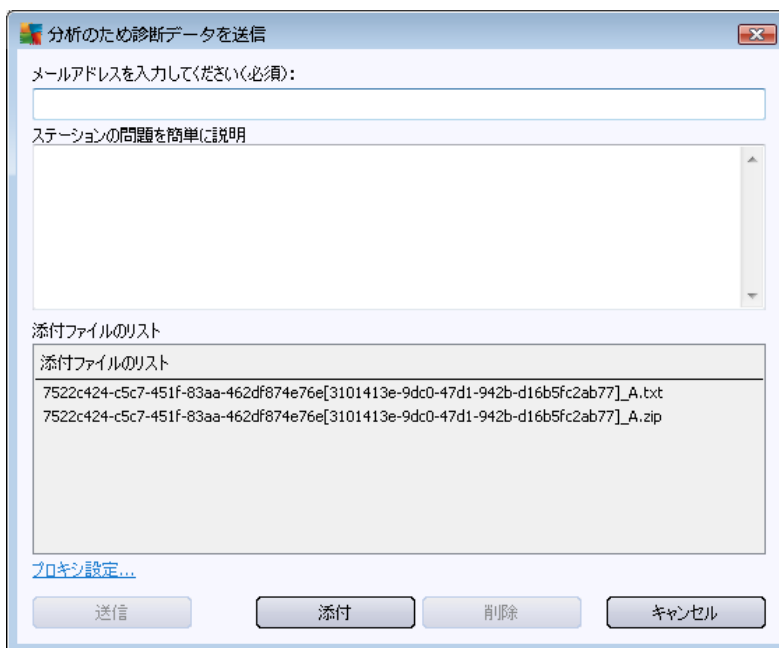 分析のため診断データを送信
メールアドレスを入力してください(必須):
ステーションの問題を簡単に説明
添付ファイルのリスト
添付ファイルのリスト
7522c424-c5c7-451f-83aa-462df874e76e[3101413e-9dc0-47d1-942b-d16b5fc2ab77]_A.txt
7522c424-c5c7-451f-83aa-462df874e76e[3101413e-9dc0-47d1-942b-d16b5fc2ab77]_A.zip
プロキシ設定...
送信 添付 削除 キャンセル